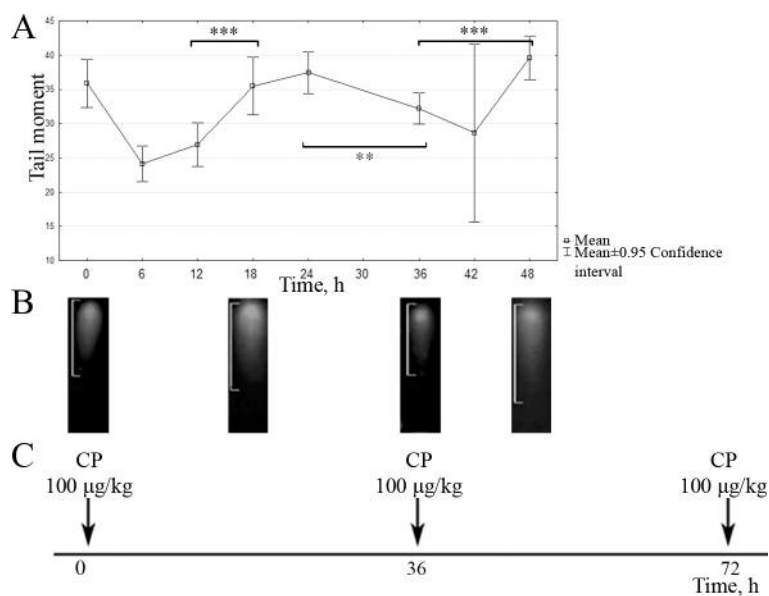 A
Tail moment
45
40
35
30
25
20
15
10
***
***
**
0 6 12 18 24 30 36 42 48
Time, h
Mean
Mean±0.95 Confidence
interval
B
C
CP
100 μg/kg
CP
100 μg/kg
CP
100 μg/kg
0 36 72
Time, h